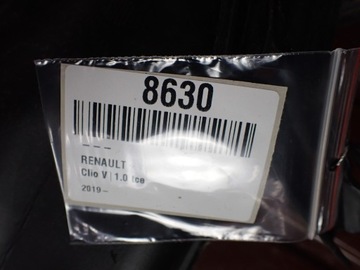 8630
– – –
RENAULT
Clio V | 1.0 tce
2019 –